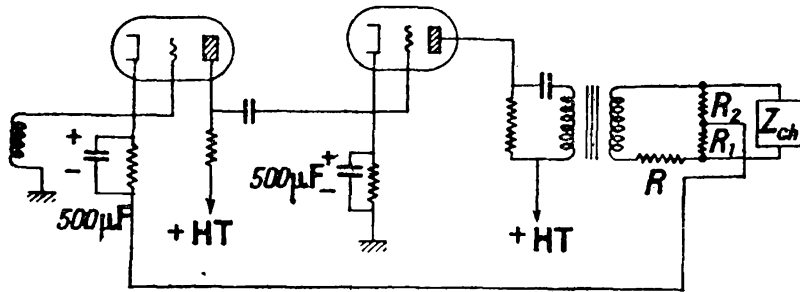 +
-
500μF
+ HT
500μF
+
-
+ HT
R
R₂
R₁
Zch